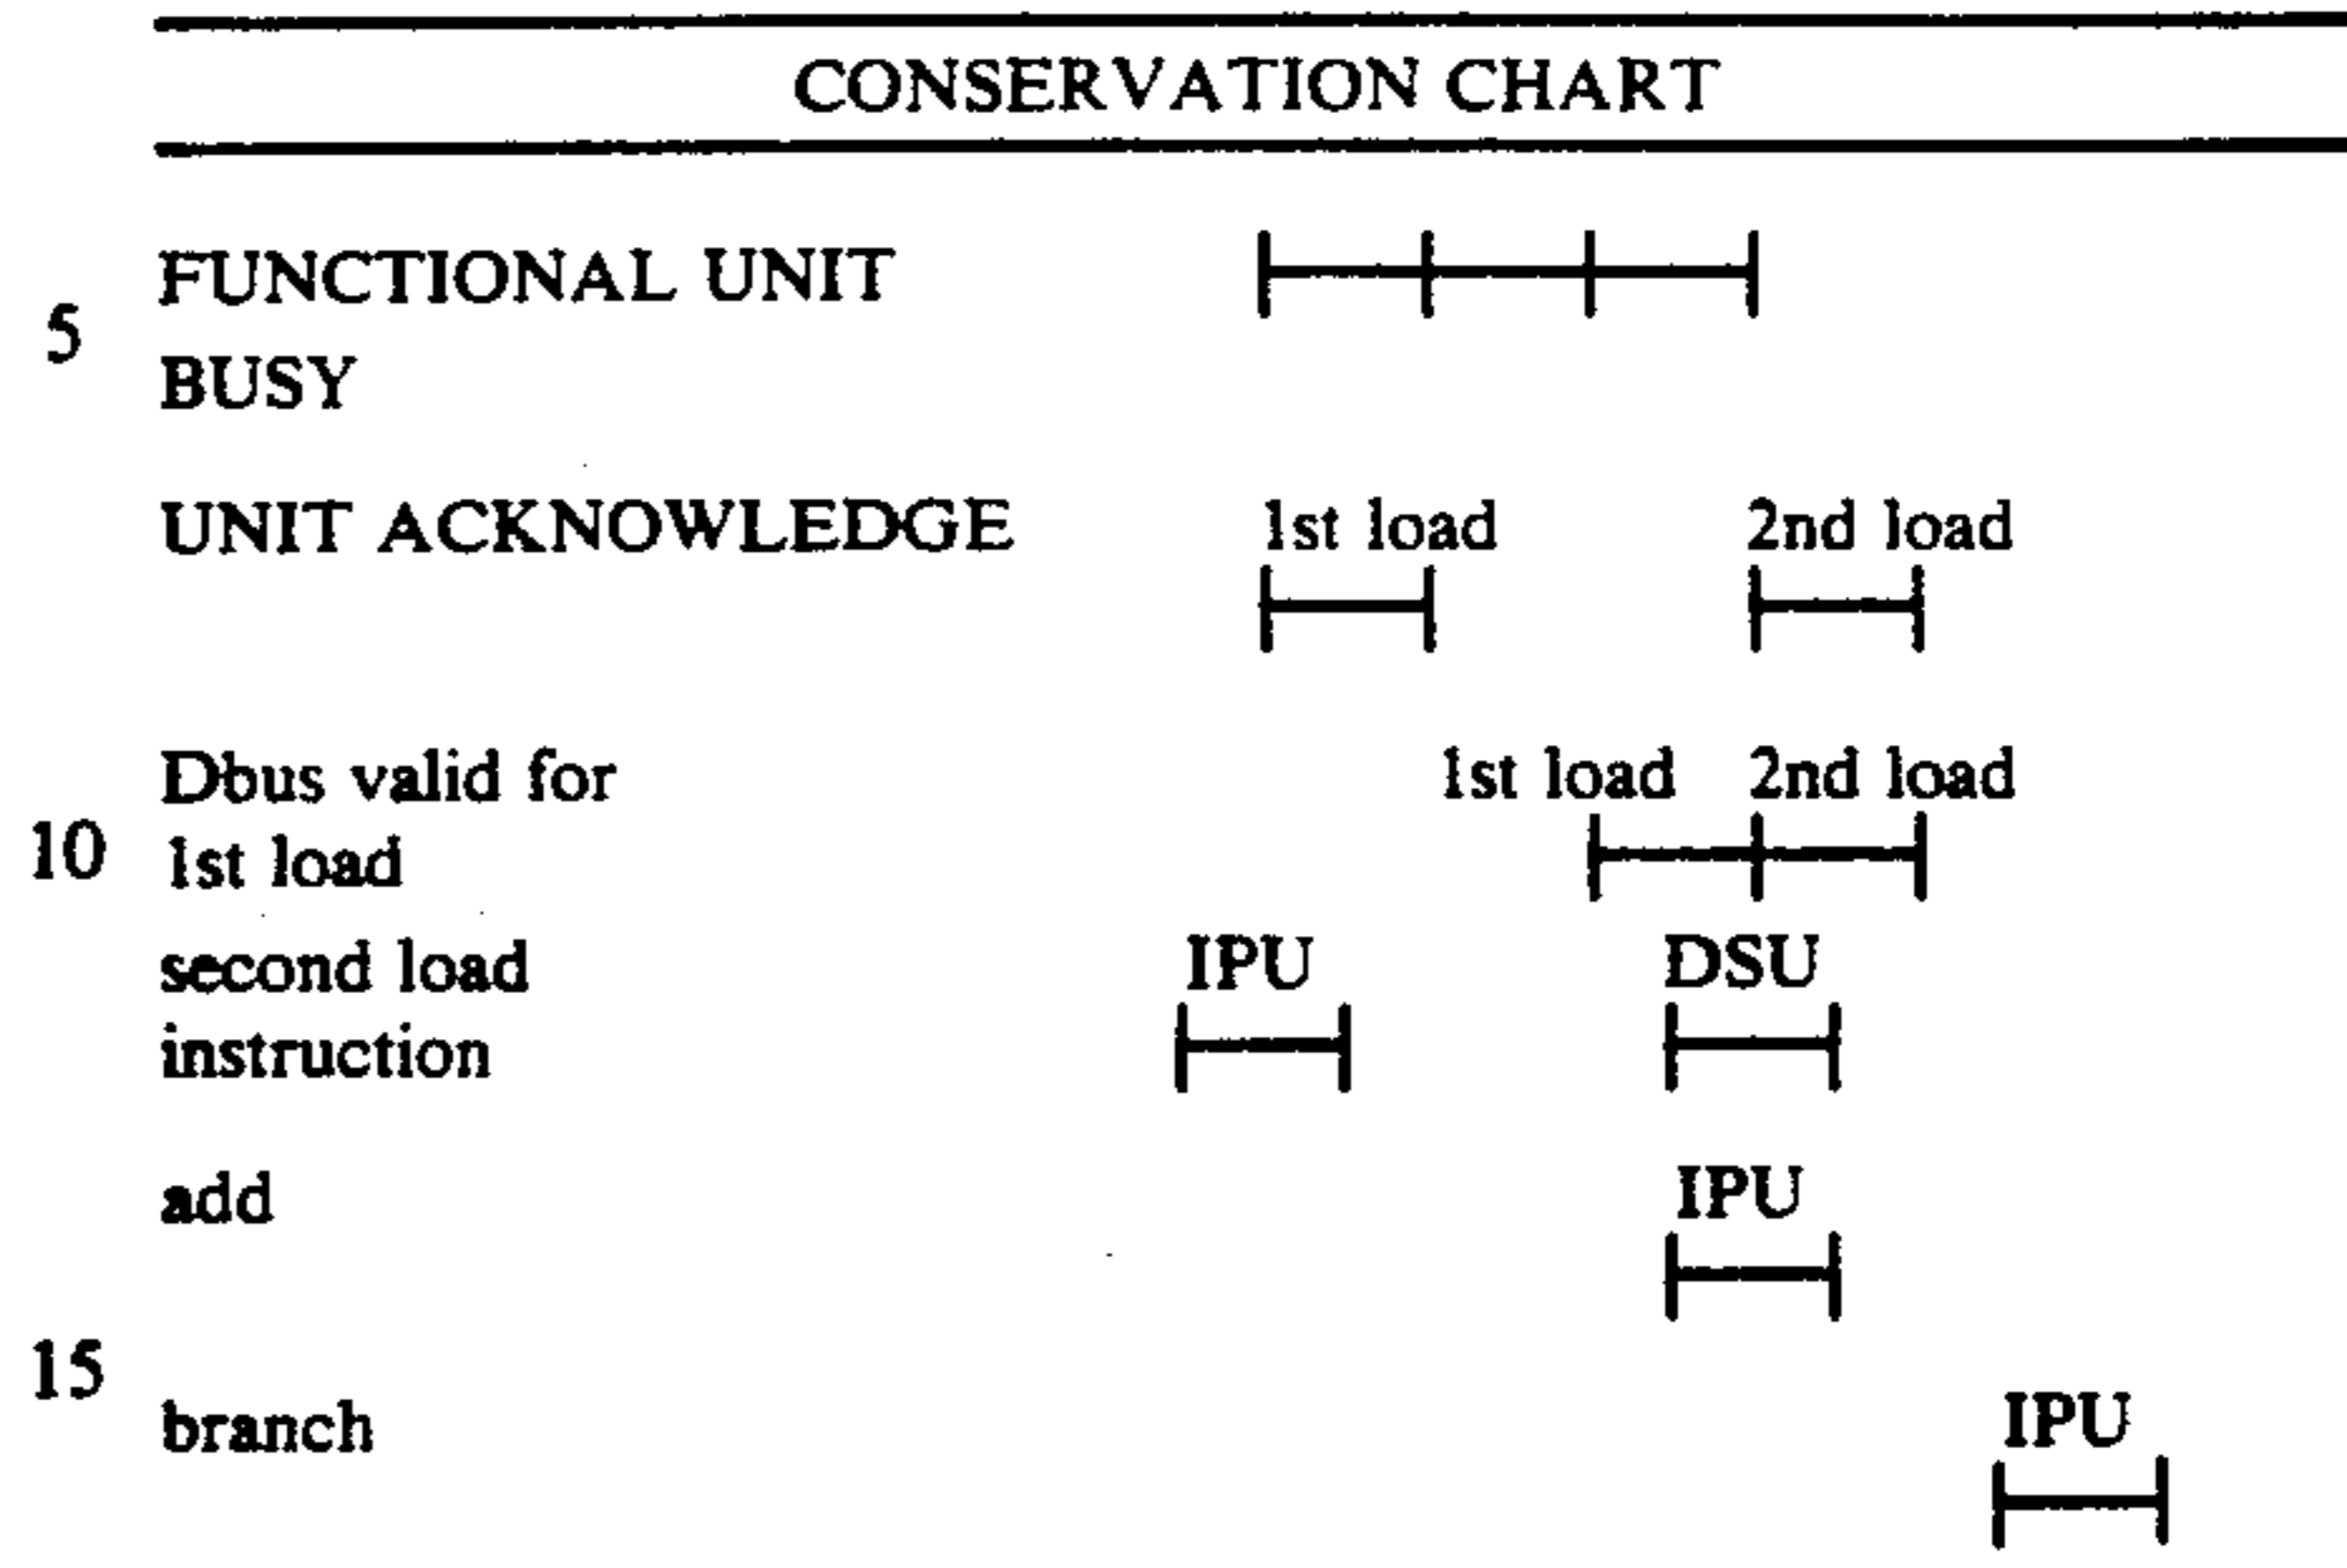 CONSERVATION CHART
FUNCTIONAL UNIT
5
BUSY
UNIT ACKNOWLEDGE 1st load 2nd load
Dbus valid for 1st load 2nd load
10 1st load
second load IPU DSU
instruction
add IPU
15
branch IPU